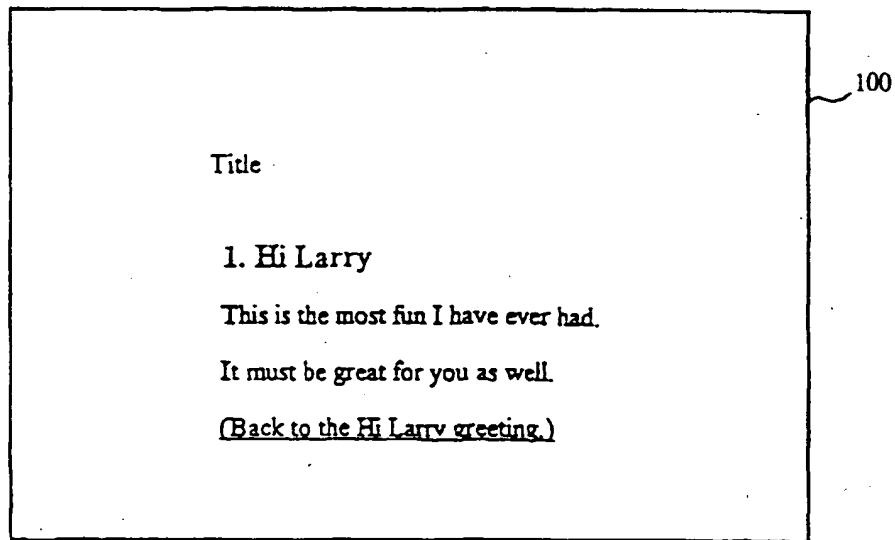 100
Title
1. Hi Larry
This is the most fun I have ever had.
It must be great for you as well.
(Back to the Hi Larry greeting.)